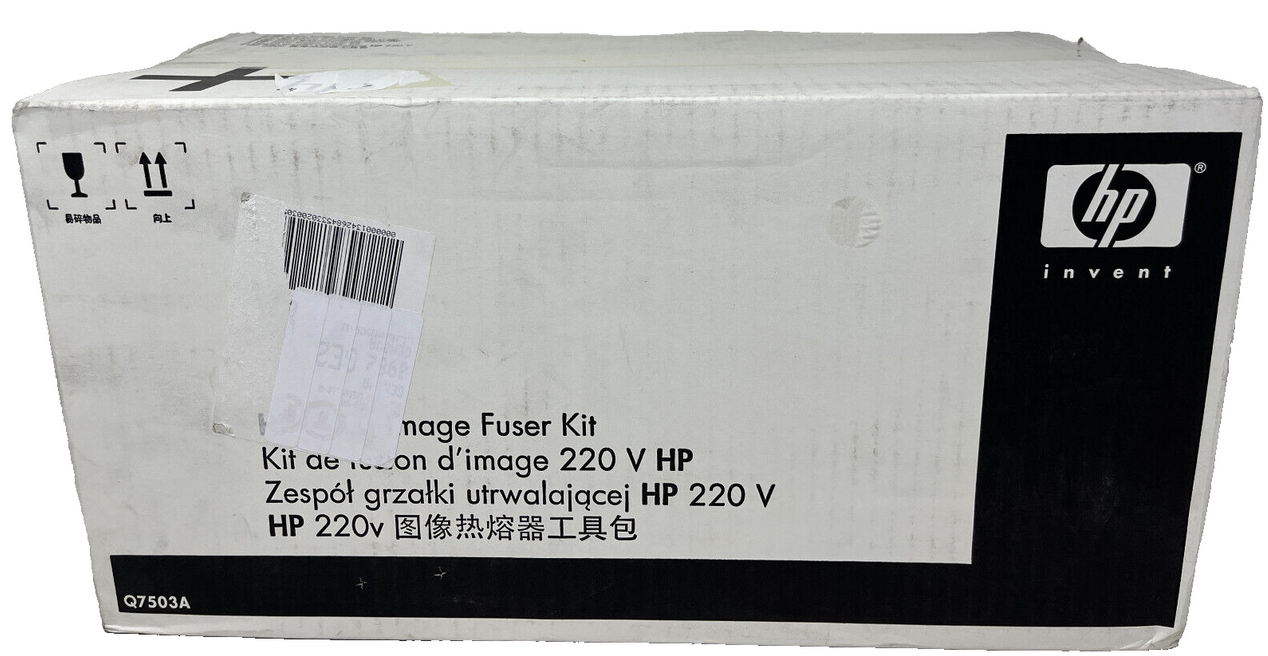 易碎物品
向上
hp
®
invent
mage Fuser Kit
Kit de fusion d'image 220 V HP
Zespół grzałki utrwalającej HP 220 V
HP 220v 图像热熔器工具包
Q7503A